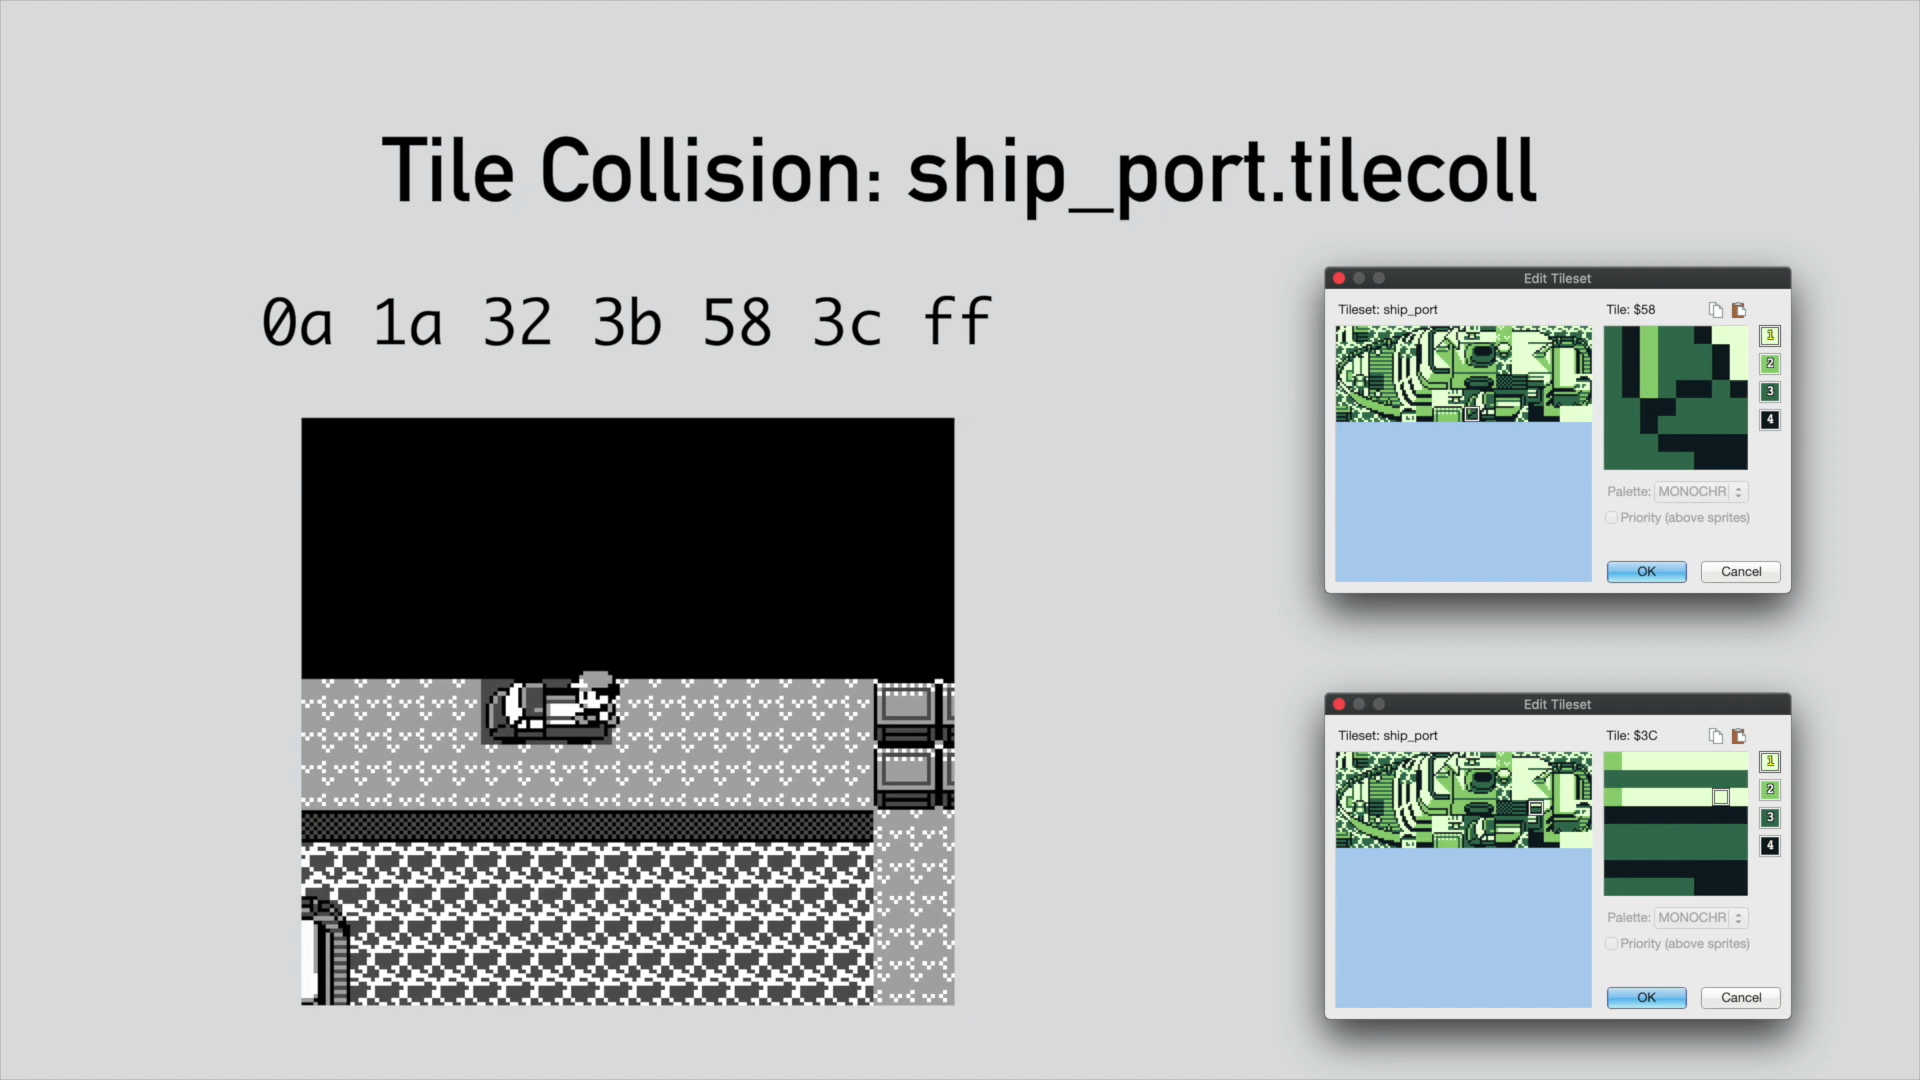 Tile Collision: ship_port.tilecoll
0a 1a 32 3b 58 3c ff
Edit Tileset
Tileset: ship_port
Tile: $58
1
2
3
4
Palette: MONOCHR
Priority (above sprites)
OK
Cancel
Edit Tileset
Tileset: ship_port
Tile: $3C
1
2
3
4
Palette: MONOCHR
Priority (above sprites)
OK
Cancel